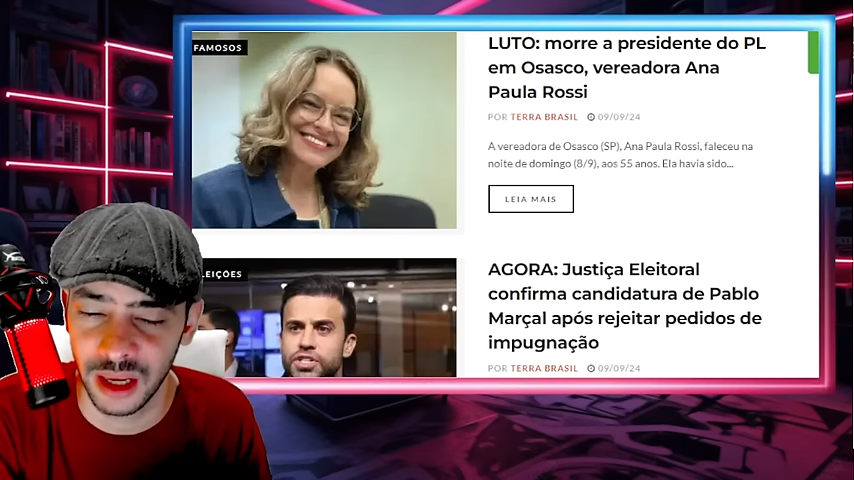 FAMOSOS
LUTO: morre a presidente do PL
em Osasco, vereadora Ana
Paula Rossi
POR TERRA BRASIL 09/09/24
A vereadora de Osasco (SP), Ana Paula Rossi, faleceu na
noite de domingo (8/9), aos 55 anos. Ela havia sido...
LEIA MAIS
LEIÇÕES
AGORA: Justiça Eleitoral
confirma candidatura de Pablo
Marçal após rejeitar pedidos de
impugnação
POR TERRA BRASIL 09/09/24